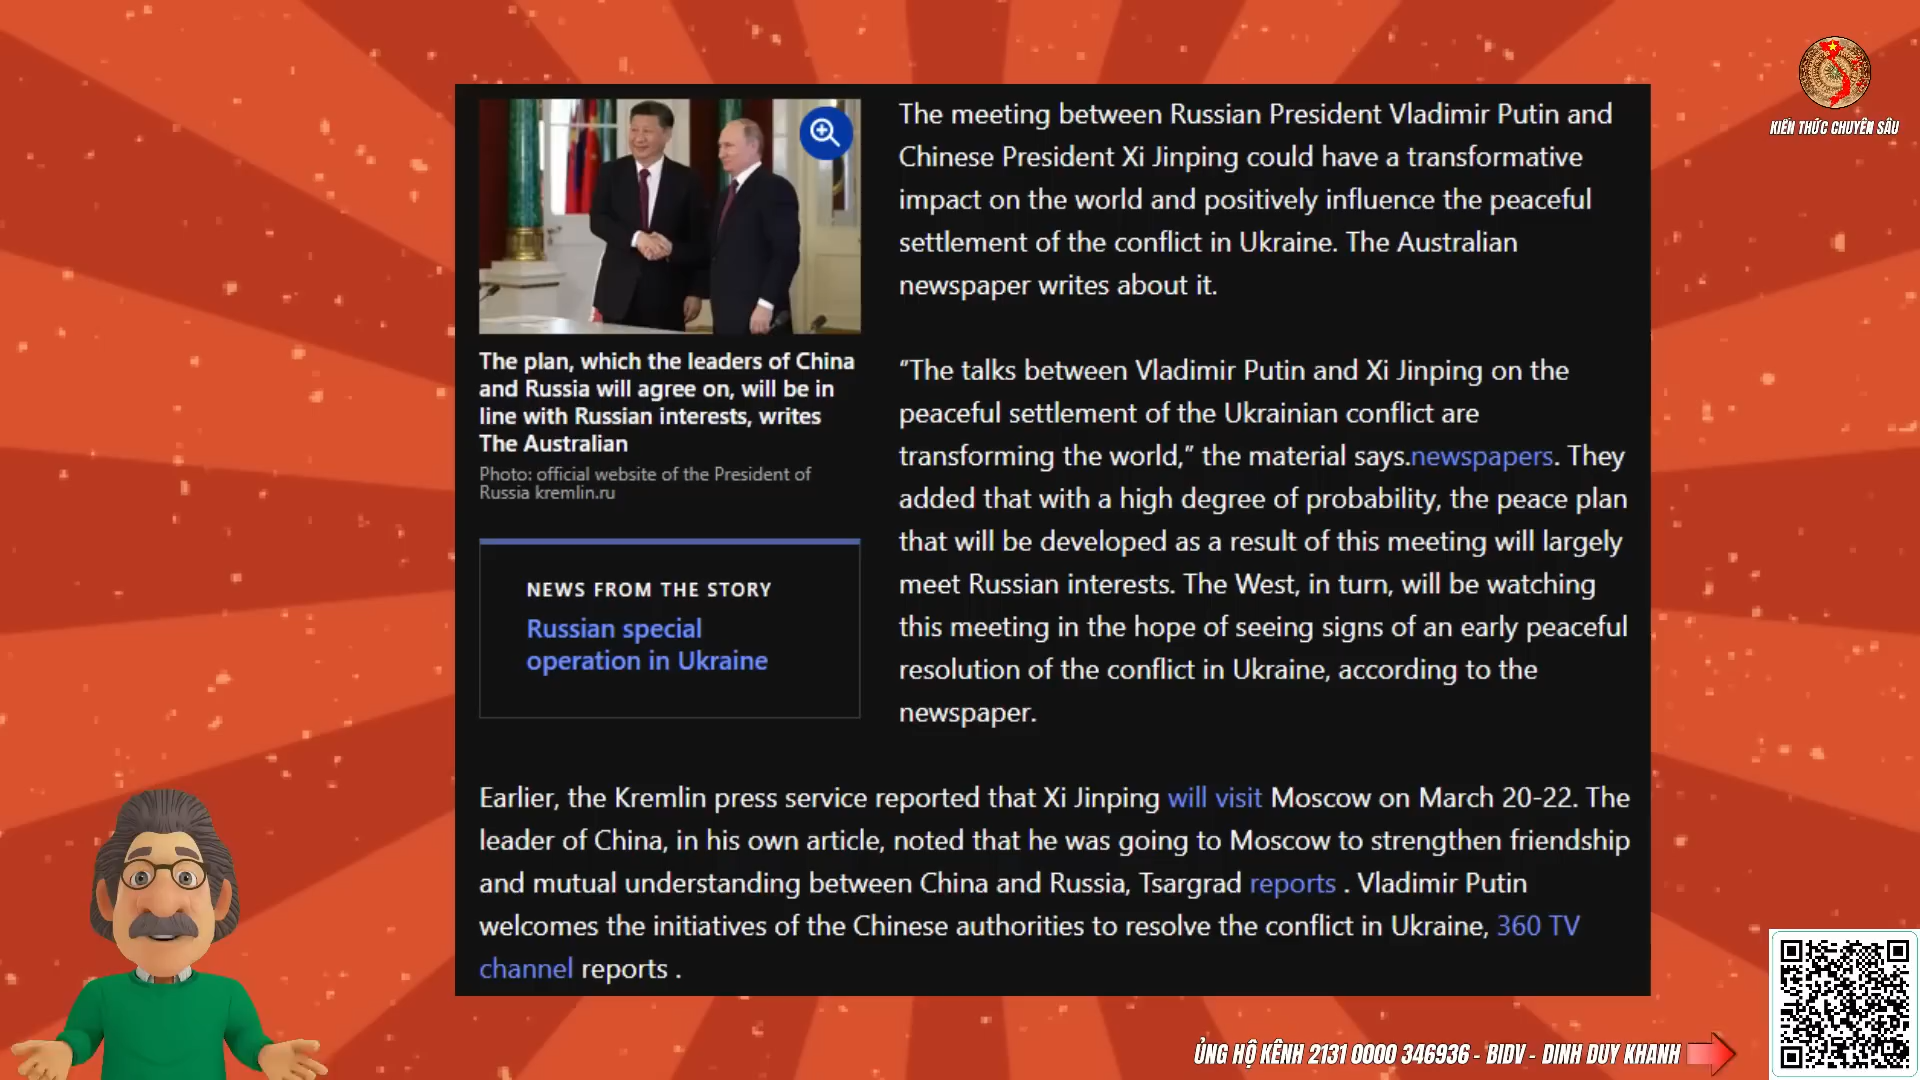 KIẾN THỨC CHUYÊN SÂU
The meeting between Russian President Vladimir Putin and
Chinese President Xi Jinping could have a transformative
impact on the world and positively influence the peaceful
settlement of the conflict in Ukraine. The Australian
newspaper writes about it.
The plan, which the leaders of China
and Russia will agree on, will be in
line with Russian interests, writes
The Australian
Photo: official website of the President of
Russia kremlin.ru
NEWS FROM THE STORY
Russian special
operation in Ukraine
“The talks between Vladimir Putin and Xi Jinping on the
peaceful settlement of the Ukrainian conflict are
transforming the world,” the material says.newspapers. They
added that with a high degree of probability, the peace plan
that will be developed as a result of this meeting will largely
meet Russian interests. The West, in turn, will be watching
this meeting in the hope of seeing signs of an early peaceful
resolution of the conflict in Ukraine, according to the
newspaper.
Earlier, the Kremlin press service reported that Xi Jinping will visit Moscow on March 20-22. The
leader of China, in his own article, noted that he was going to Moscow to strengthen friendship
and mutual understanding between China and Russia, Tsargrad reports . Vladimir Putin
welcomes the initiatives of the Chinese authorities to resolve the conflict in Ukraine, 360 TV
channel reports .
ỦNG HỘ KÊNH 2131 0000 346936 - BIDV - DINH DUY KHANH